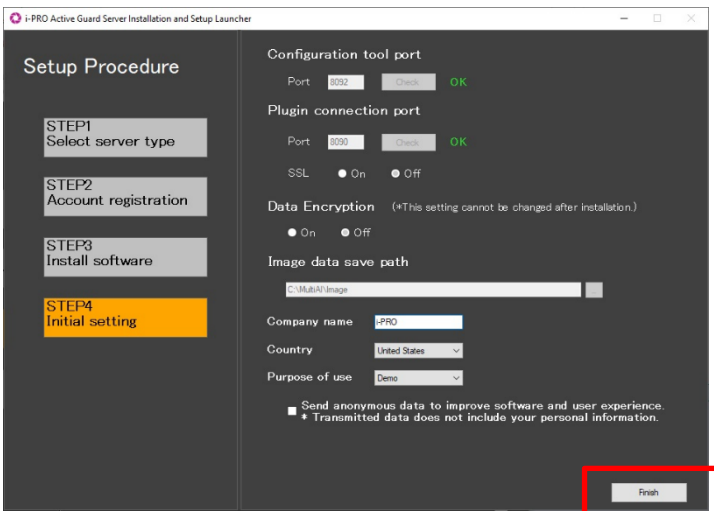 i-PRO Active Guard Server Installation and Setup Launcher
Setup Procedure
STEP1
Select server type
STEP2
Account registration
STEP3
Install software
STEP4
Initial setting
Configuration tool port
Port 8092 Check OK
Plugin connection port
Port 8090 Check OK
SSL On Off
Data Encryption (*This setting cannot be changed after installation.)
On Off
Image data save path
C:\MultiAI\Image ...
Company name i-PRO
Country United States
Purpose of use Demo
Send anonymous data to improve software and user experience.
* Transmitted data does not include your personal information.
Finish